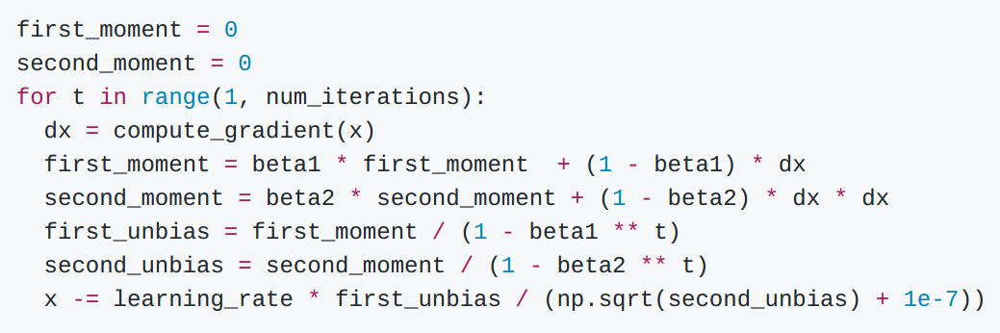 first_moment = 0
second_moment = 0
for t in range(1, num_iterations):
  dx = compute_gradient(x)
  first_moment = beta1 * first_moment  + (1 - beta1) * dx
  second_moment = beta2 * second_moment + (1 - beta2) * dx * dx
  first_unbias = first_moment / (1 - beta1 ** t)
  second_unbias = second_moment / (1 - beta2 ** t)
  x -= learning_rate * first_unbias / (np.sqrt(second_unbias) + 1e-7))